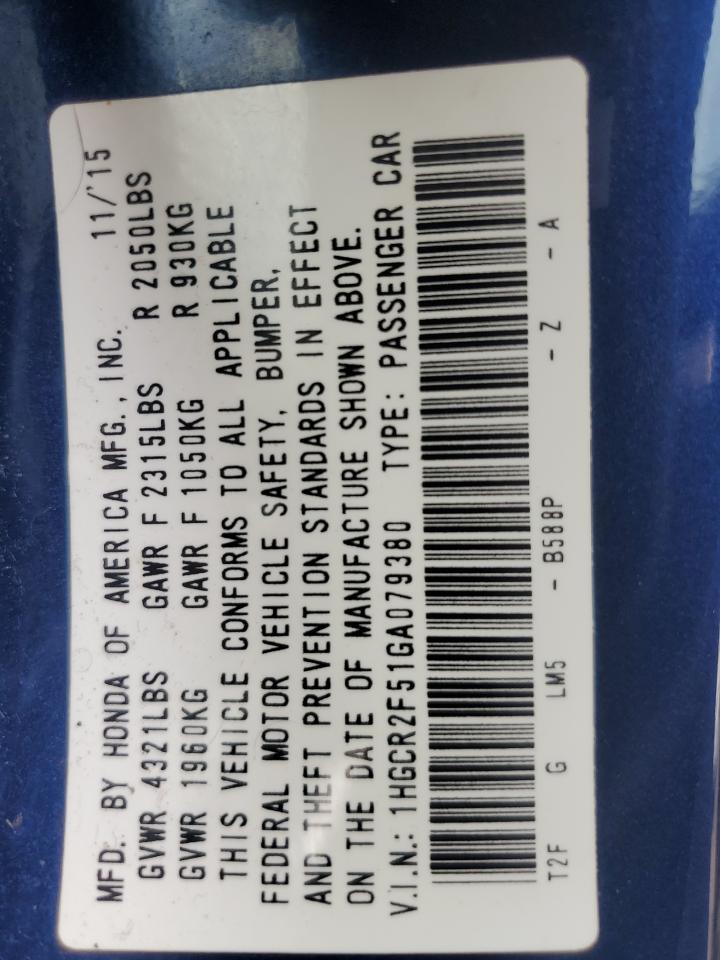 MFD. BY HONDA OF AMERICA MFG., INC. 11/'15
GVWR 4321LBS GAWR F 2315LBS R 2050LBS
GVWR 1960KG GAWR F 1050KG R 930KG
THIS VEHICLE CONFORMS TO ALL APPLICABLE
FEDERAL MOTOR VEHICLE SAFETY, BUMPER,
AND THEFT PREVENTION STANDARDS IN EFFECT
ON THE DATE OF MANUFACTURE SHOWN ABOVE.
V.I.N.: 1HGCR2F51GA079380 TYPE: PASSENGER CAR
T2F G LM5 - B588P - Z - A